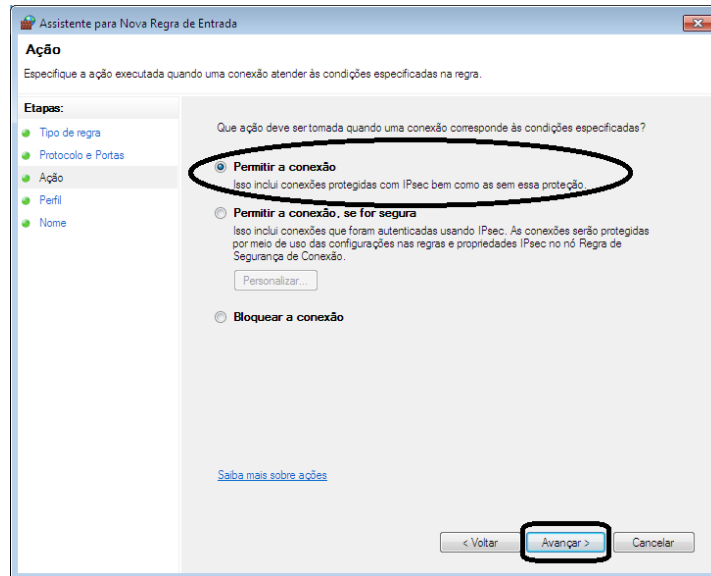 Assistente para Nova Regra de Entrada
Ação
Especifique a ação executada quando uma conexão atender às condições especificadas na regra.
Etapas:
Tipo de regra
Protocolo e Portas
Ação
Perfil
Nome
Que ação deve ser tomada quando uma conexão corresponde às condições especificadas?
Permitir a conexão
Isso inclui conexões protegidas com IPsec bem como as sem essa proteção.
Permitir a conexão, se for segura
Isso inclui conexões que foram autenticadas usando IPsec. As conexões serão protegidas
por meio de uso das configurações nas regras e propriedades IPsec no nó Regra de
Segurança de Conexão.
Personalizar...
Bloquear a conexão
Saiba mais sobre ações
< Voltar
Avançar >
Cancelar